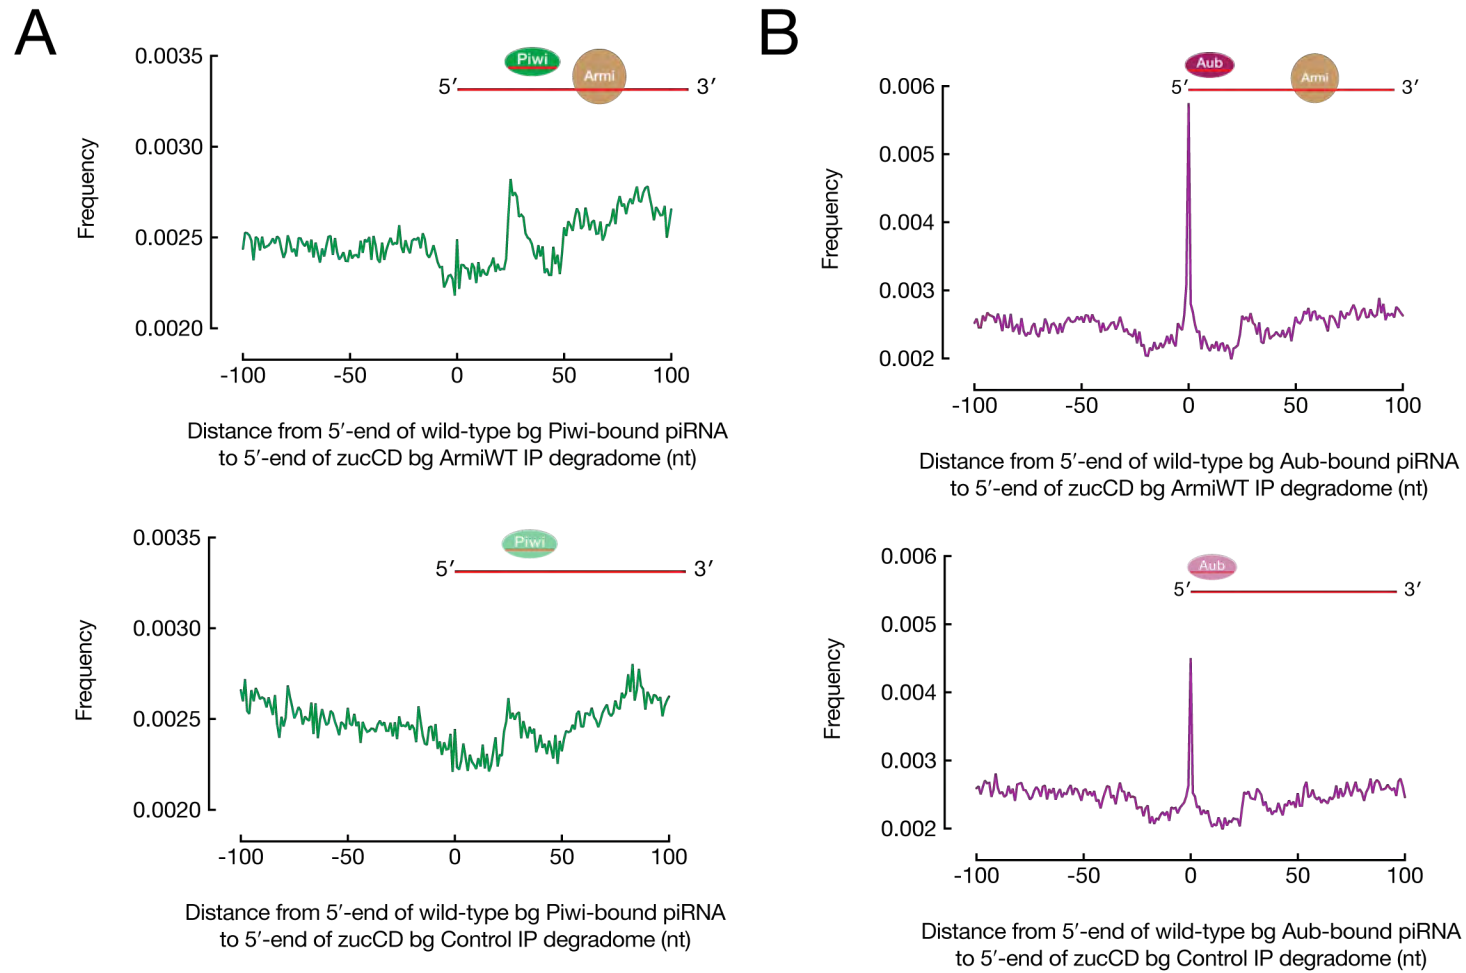 A
0.0035
0.0030
0.0025
0.0020
Frequency
Piwi
Armi
5′
3′
-100 -50 0 50 100
Distance from 5′-end of wild-type bg Piwi-bound piRNA
to 5′-end of zucCD bg ArmiWT IP degradome (nt)
0.0035
0.0030
0.0025
0.0020
Frequency
Piwi
5′
3′
-100 -50 0 50 100
Distance from 5′-end of wild-type bg Piwi-bound piRNA
to 5′-end of zucCD bg Control IP degradome (nt)
B
0.006
0.005
0.004
0.003
0.002
Frequency
Aub
Armi
5′
3′
-100 -50 0 50 100
Distance from 5′-end of wild-type bg Aub-bound piRNA
to 5′-end of zucCD bg ArmiWT IP degradome (nt)
0.006
0.005
0.004
0.003
0.002
Frequency
Aub
5′
3′
-100 -50 0 50 100
Distance from 5′-end of wild-type bg Aub-bound piRNA
to 5′-end of zucCD bg Control IP degradome (nt)